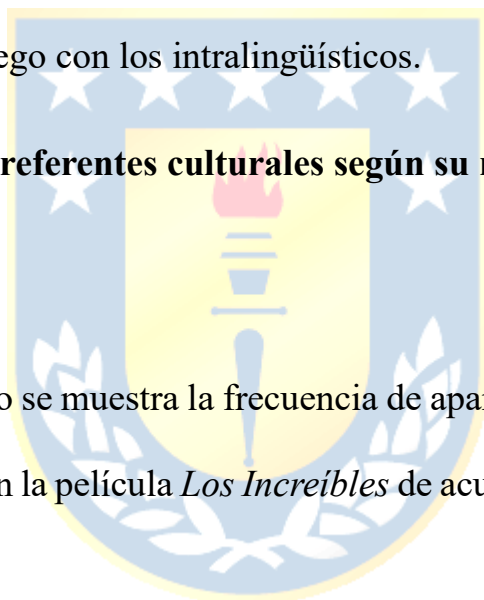 ego con los intralingüísticos.
referentes culturales según su
o se muestra la frecuencia de apa
n la película Los Increíbles de acu